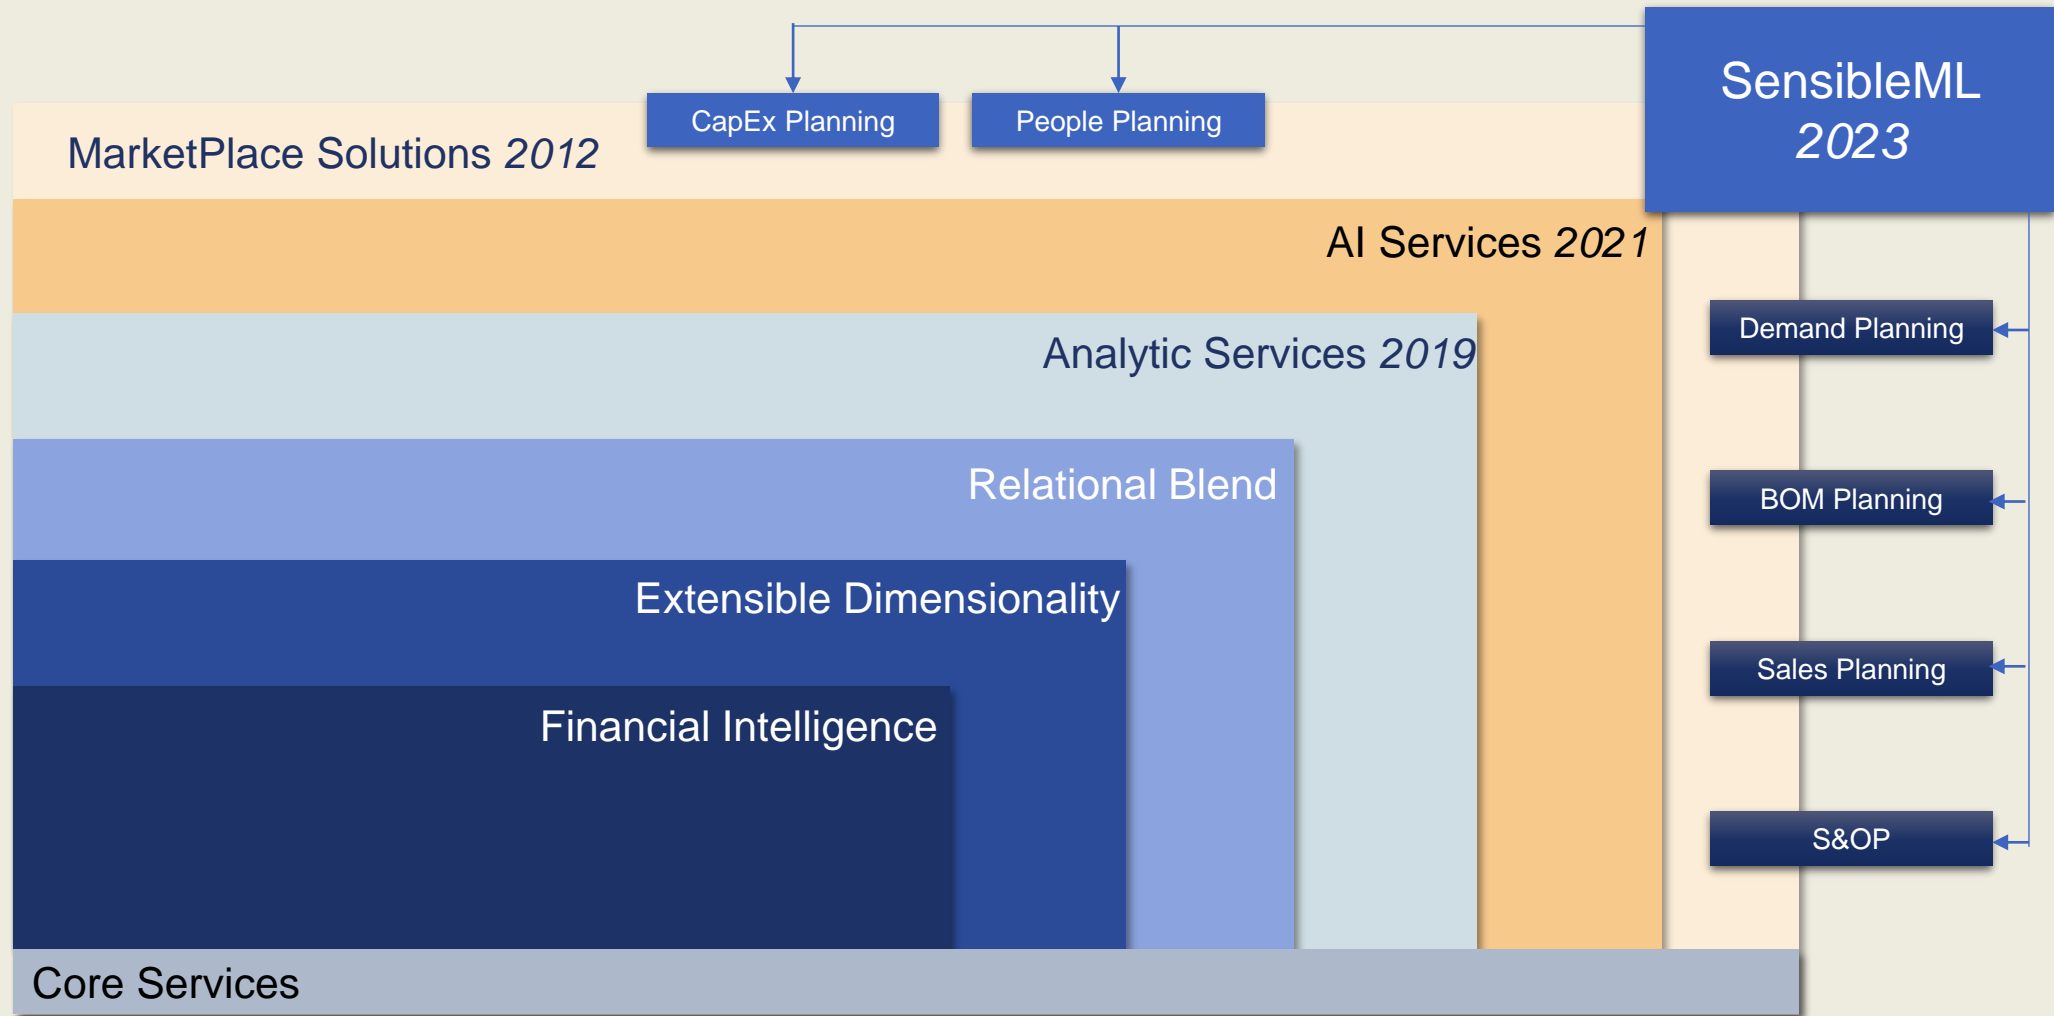 SensibleML
2023
CapEx Planning
People Planning
MarketPlace Solutions 2012
AI Services 2021
Demand Planning
Analytic Services 2019
Relational Blend
BOM Planning
Extensible Dimensionality
Sales Planning
Financial Intelligence
S&OP
Core Services